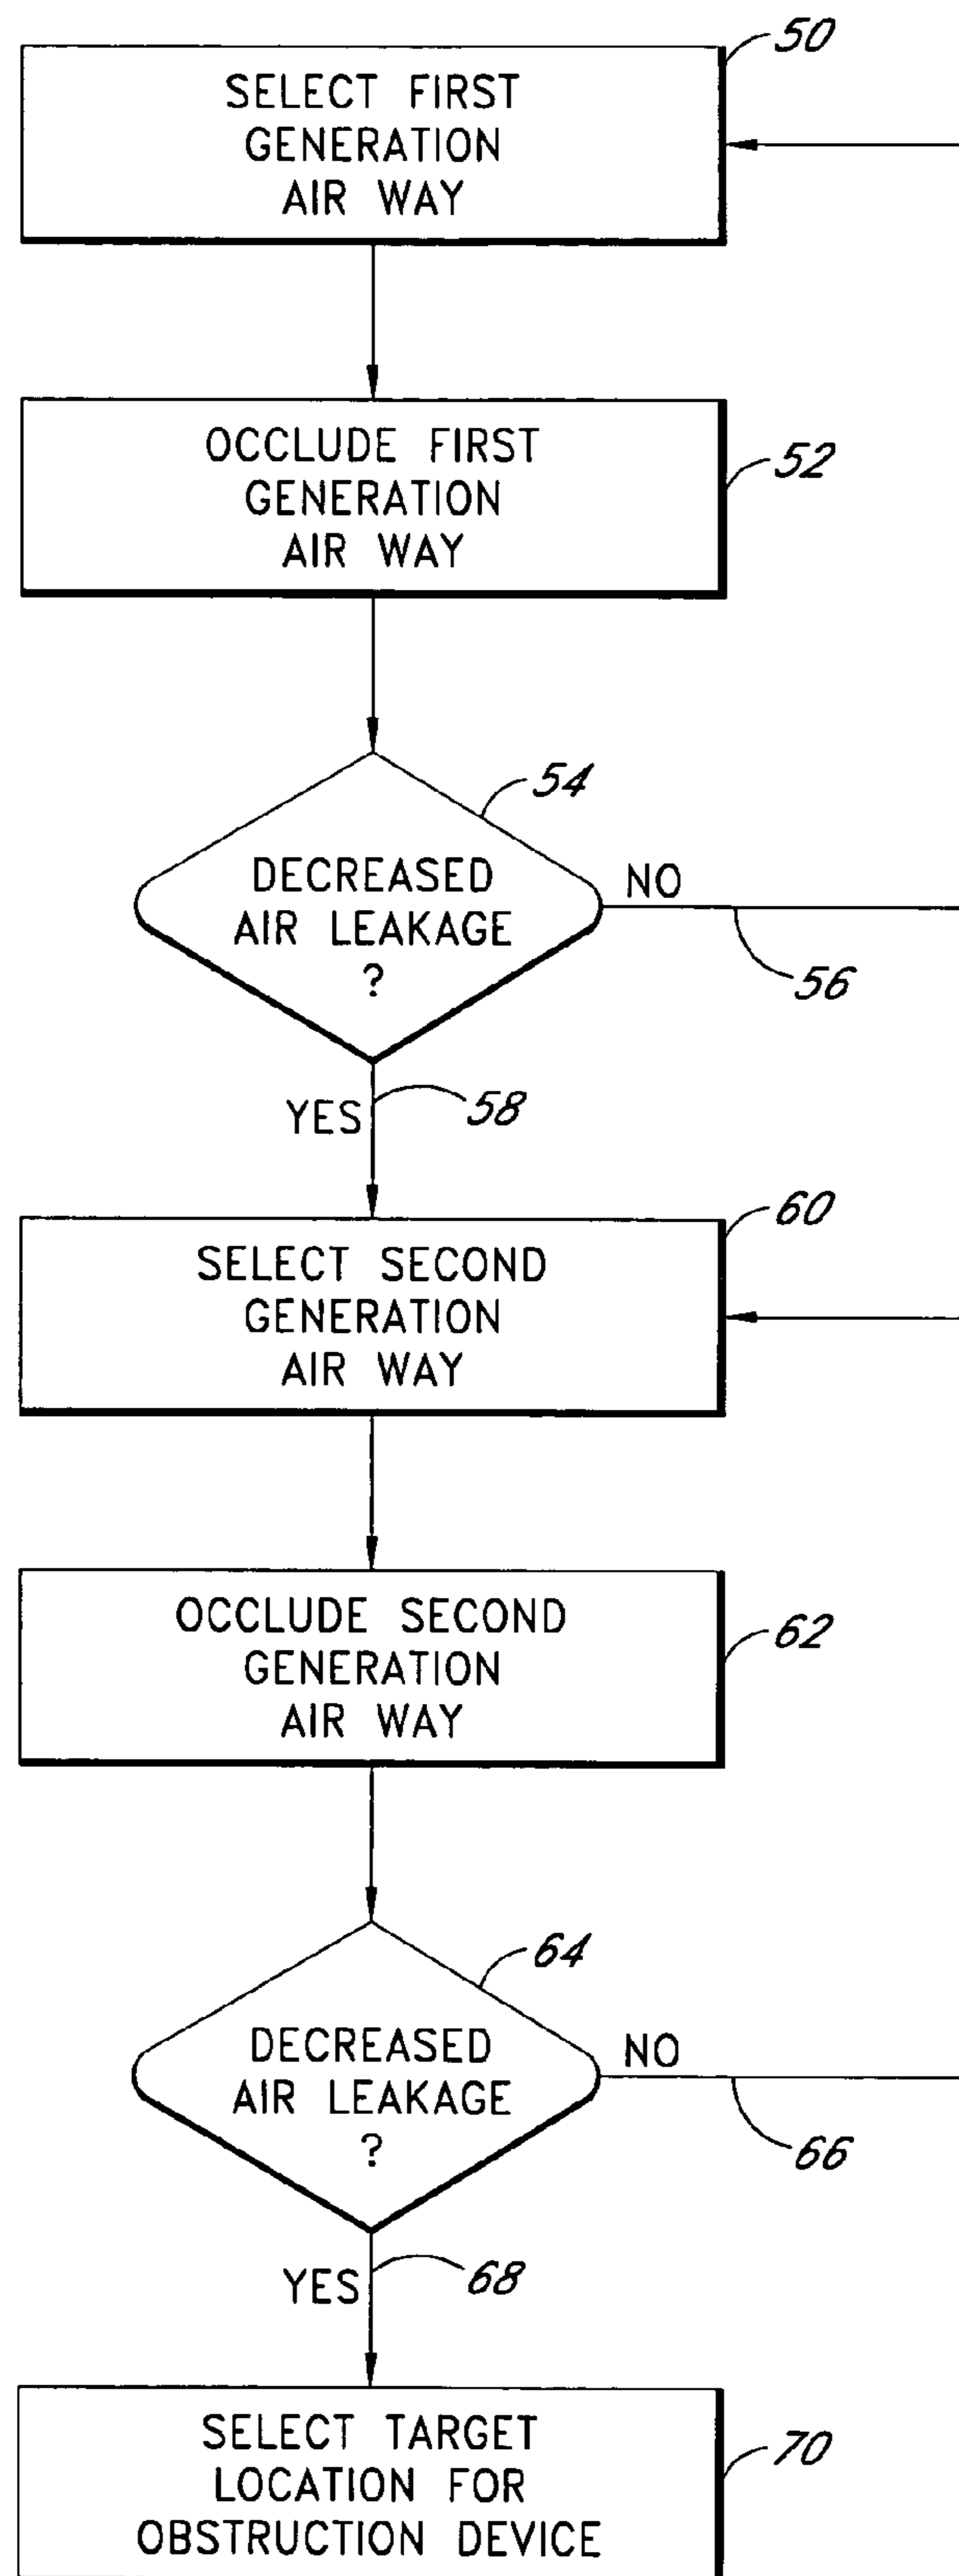 50
SELECT FIRST
GENERATION
AIR WAY
OCCLUDE FIRST
GENERATION
AIR WAY
52
54
DECREASED
AIR LEAKAGE
?
NO
56
YES
58
60
SELECT SECOND
GENERATION
AIR WAY
OCCLUDE SECOND
GENERATION
AIR WAY
62
64
DECREASED
AIR LEAKAGE
?
NO
66
YES
68
SELECT TARGET
LOCATION FOR
OBSTRUCTION DEVICE
70